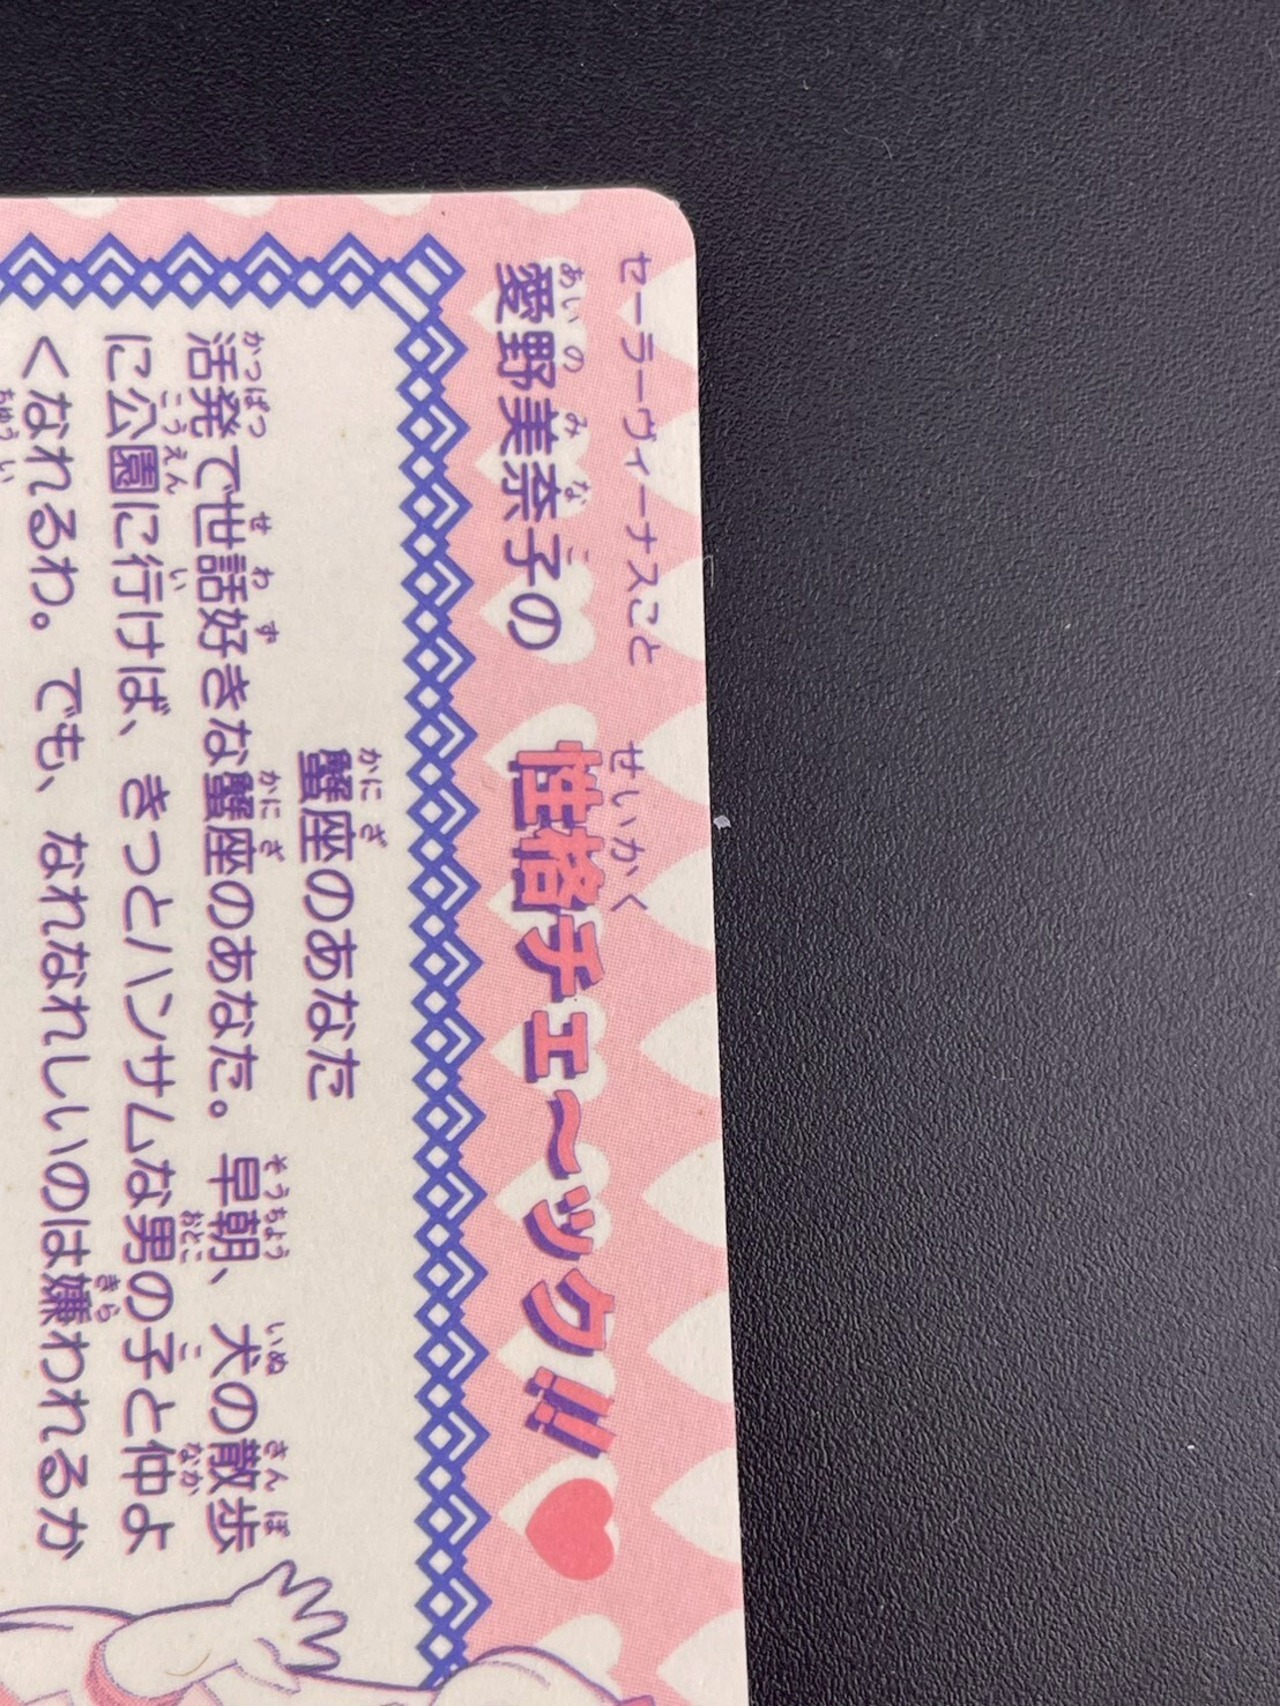 セーラーヴィーナスこと
愛野美奈子の
性格チェ〜ック!!
蟹座のあなた
活発で世話好きな蟹座のあなた。早朝、犬の散歩
に公園に行けば、きっとハンサムな男の子と仲よ
くなれるわ。でも、なれなれしいのは嫌われるか